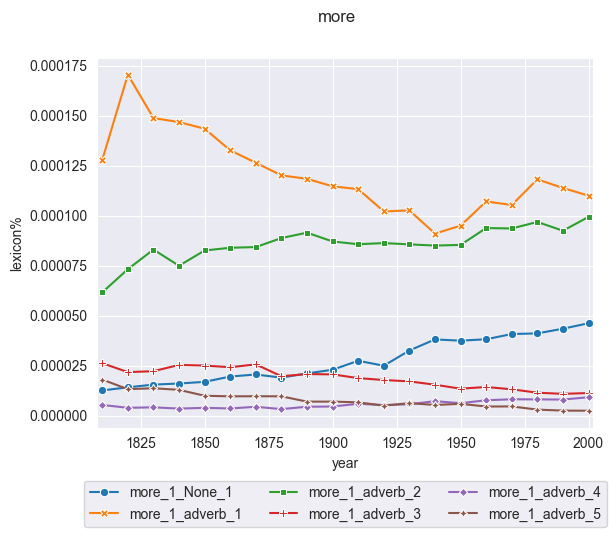 more
0.000175
0.000150
0.000125
0.000100
0.000075
0.000050
0.000025
0.000000
lexicon%
1825 1850 1875 1900 1925 1950 1975 2000
year
more_1_None_1 more_1_adverb_2 more_1_adverb_4
more_1_adverb_1 more_1_adverb_3 more_1_adverb_5